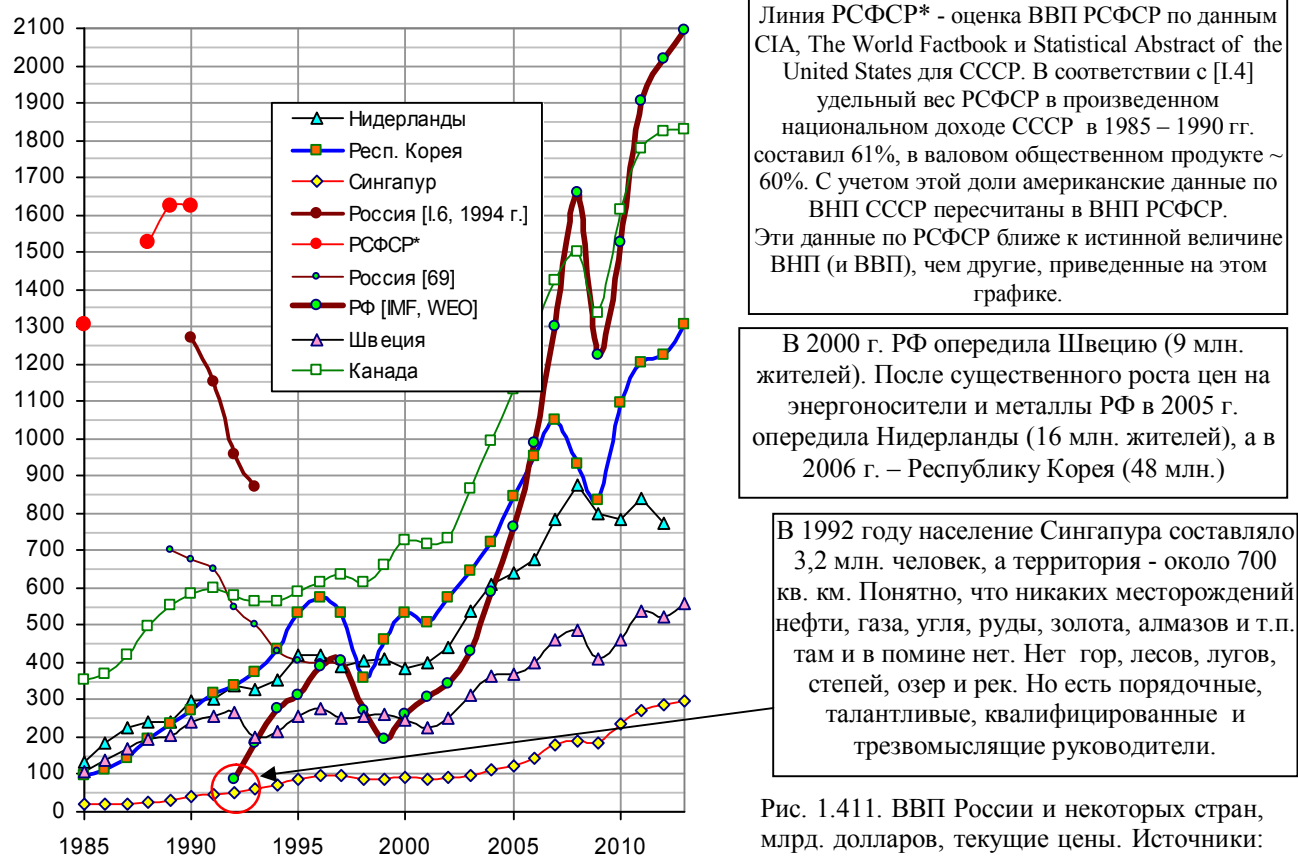 2100
2000
1900
1800
1700
1600
1500
1400
1300
1200
1100
1000
900
800
700
600
500
400
300
200
100
0
1985 1990 1995 2000 2005 2010
Нидерланды
Респ. Корея
Сингапур
Россия [I.6, 1994 г.]
РСФСР*
Россия [69]
РФ [IMF, WEO]
Швеция
Канада
Линия РСФСР* - оценка ВВП РСФСР по данным
CIA, The World Factbook и Statistical Abstract of the
United States для СССР. В соответствии с [I.4]
удельный вес РСФСР в произведенном
национальном доходе СССР в 1985 – 1990 гг.
составил 61%, в валовом общественном продукте ~
60%. С учетом этой доли американские данные по
ВНП СССР пересчитаны в ВНП РСФСР.
Эти данные по РСФСР ближе к истинной величине
ВНП (и ВВП), чем другие, приведенные на этом
графике.
В 2000 г. РФ опередила Швецию (9 млн.
жителей). После существенного роста цен на
энергоносители и металлы РФ в 2005 г.
опередила Нидерланды (16 млн. жителей), а в
2006 г. – Республику Корея (48 млн.)
В 1992 году население Сингапура составляло
3,2 млн. человек, а территория - около 700
кв. км. Понятно, что никаких месторождений
нефти, газа, угля, руды, золота, алмазов и т.п.
там и в помине нет. Нет гор, лесов, лугов,
степей, озер и рек. Но есть порядочные,
талантливые, квалифицированные и
трезвомыслящие руководители.
Рис. 1.411. ВВП России и некоторых стран,
млрд. долларов, текущие цены. Источники: